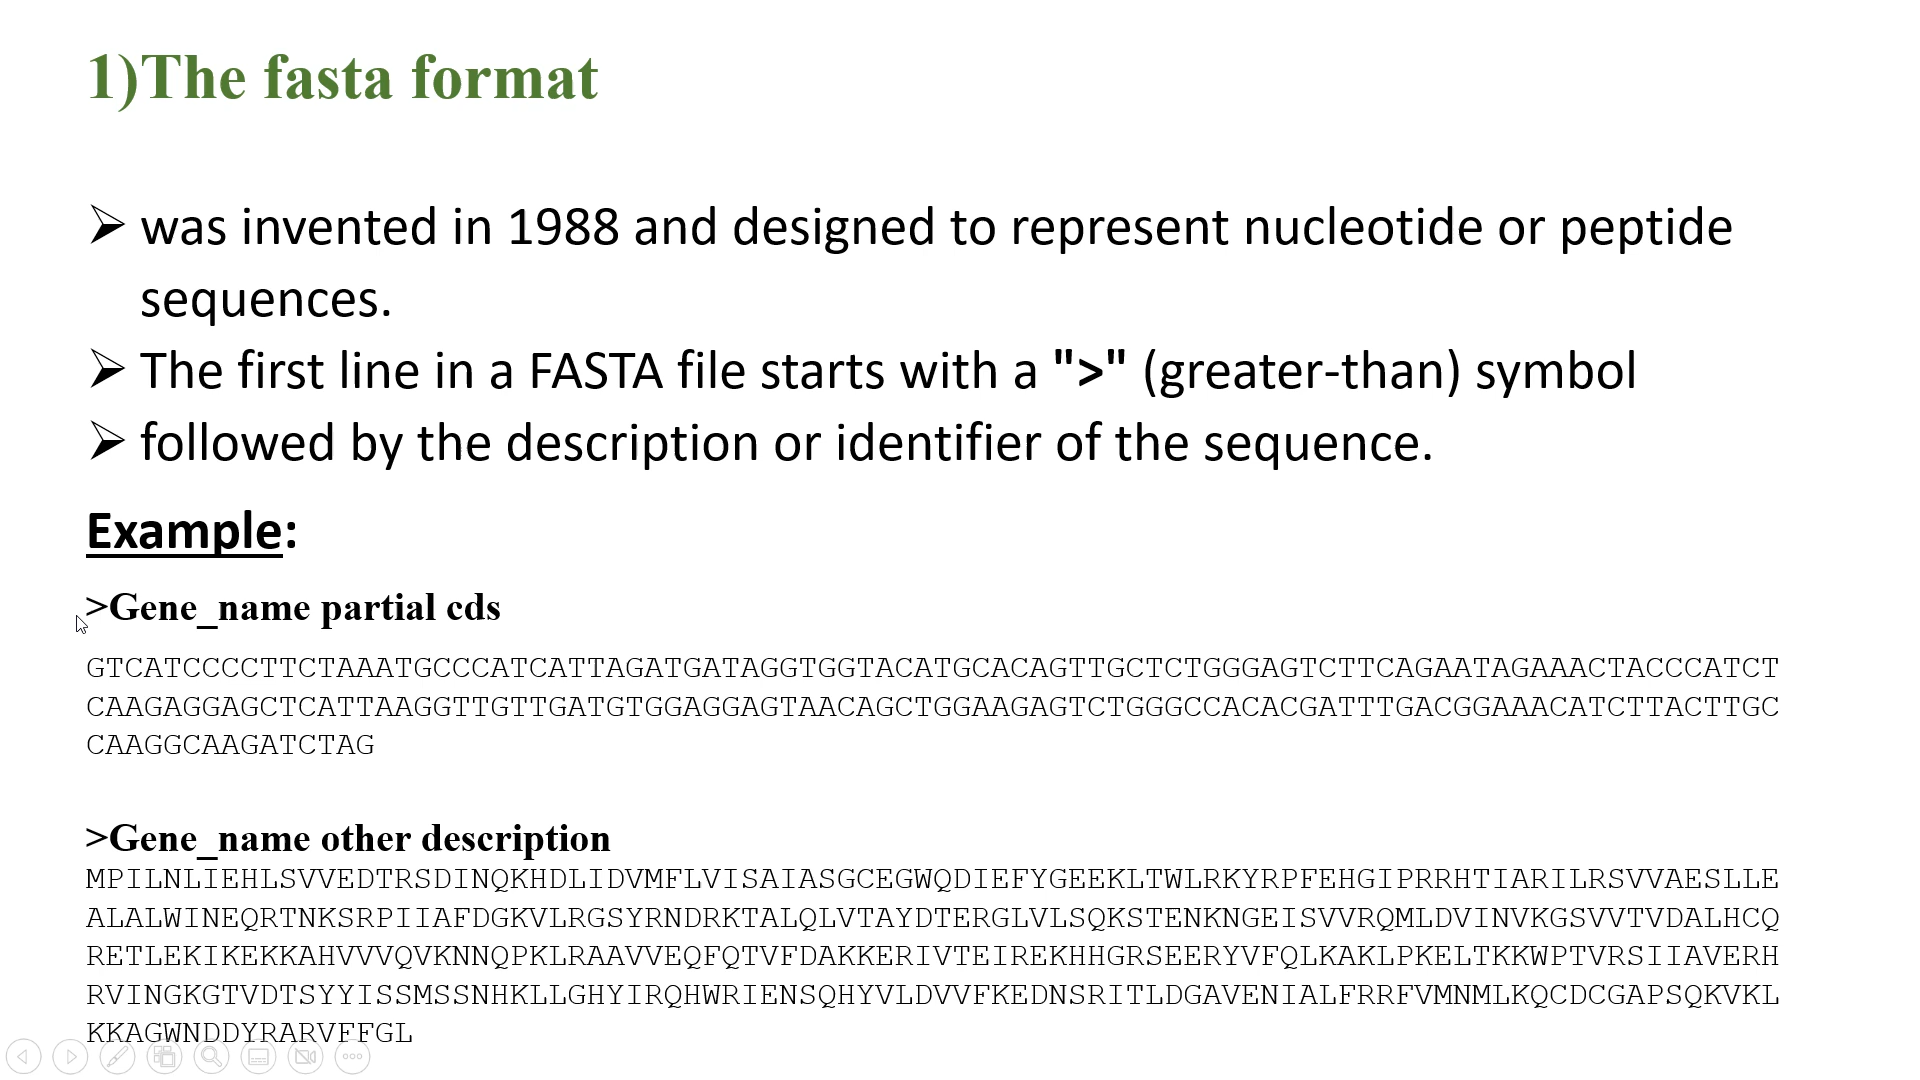 1)The fasta format
was invented in 1988 and designed to represent nucleotide or peptide
sequences.
The first line in a FASTA file starts with a ">" (greater-than) symbol
followed by the description or identifier of the sequence.
Example:
>Gene_name partial cds
GTCATCCCCTTCTAAATGCCCATCATTAGATGATAGGTGGTACATGCACAGTTGCTCTGGGAGTCTTCAGAATAGAAACTACCCATCT
CAAGAGGAGCTCATTAAGGTTGTTGATGTGGAGGAGTAACAGCTGGAAGAGTCTGGGCCACACGATTTGACGGAAACATCTTACTTGC
CAAGGCAAGATCTAG
>Gene_name other description
MPILNLIEHLSVVEDTRSDINQKHDLIDVMFLVISAIASGCEGWQDIEFYGEEKLTWLRKYRPFEHGIPRRHTIARILRSVVAESLLE
ALALWINEQRTNKSRPIIAFDGKVLRGSYRNDRKTALQLVTAYDTERGLVLSQKSTENKNGEISVVRQMLDVINVKGSVVTVDALHCQ
RETLEKIKEKKAHVVVQVKNNQPKLRAAVVEQFQTVFDAKKERIVTEIREKHHGRSEERYVFQLKAKLPKELTKKWPTVRSIIAVERH
RVINGKGTVDTSYYISSMSSNHKLLGHYIRQHWRIENSQHYVLDVVFKEDNSRITLDGAVENIALFRRFVMNMLKQCDCGAPSQKVKL
KKAGWNDDYRARVFFGL